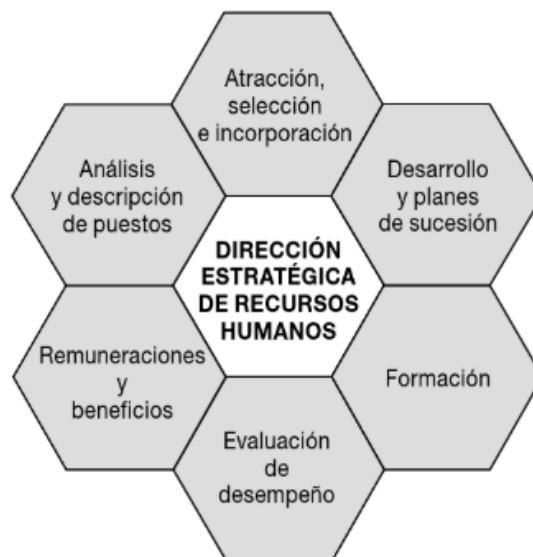 Atracción,
selección
e incorporación
Análisis
y descripción
de puestos
Desarrollo
y planes
de sucesión
DIRECCIÓN
ESTRATÉGICA
DE RECURSOS
HUMANOS
Remuneraciones
y
beneficios
Formación
Evaluación
de
desempeño